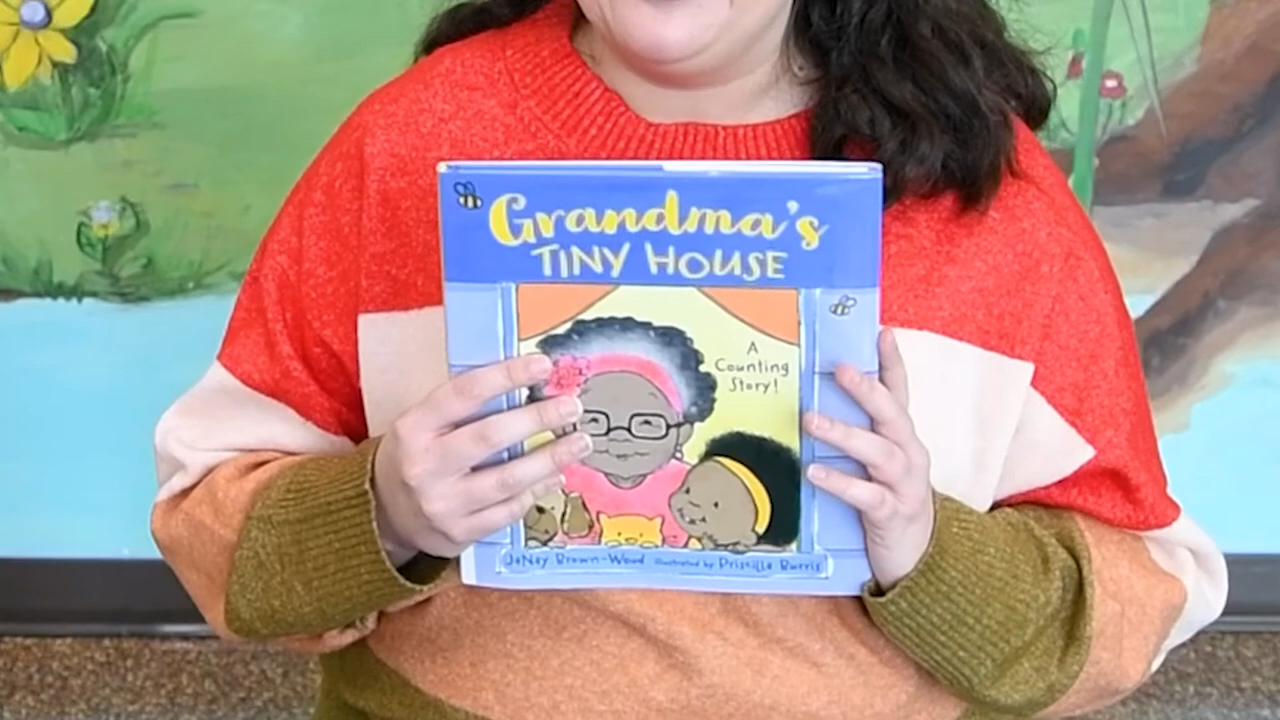 Grandma's
TINY HOUSE
A
Counting
Story!
JaNay Brown-Wood illustrated by Priscilla Burris